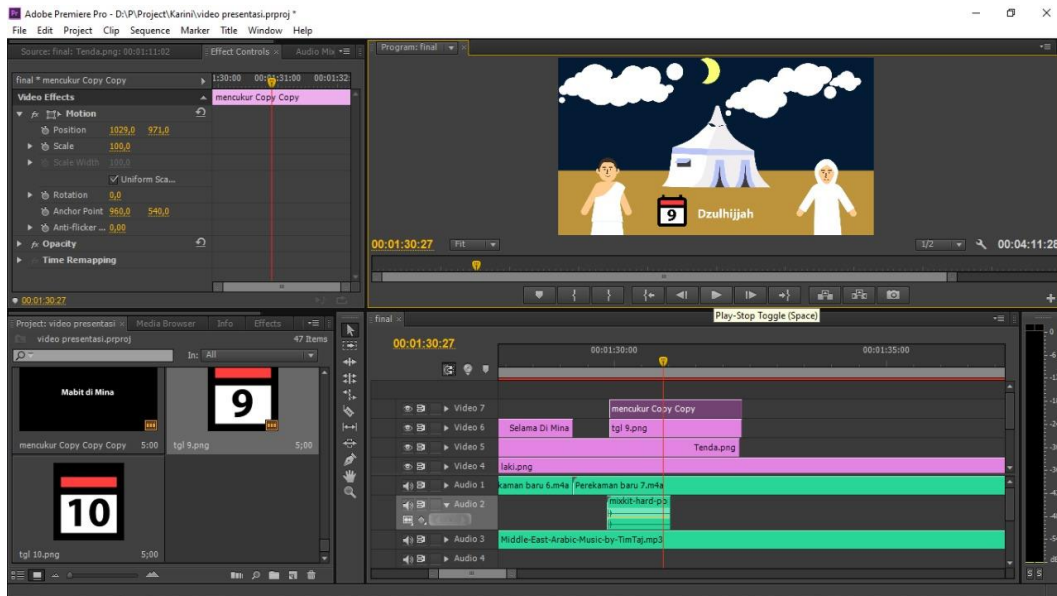 Adobe Premiere Pro - D:\P\Project\Karini\video presentasi.prproj *
File Edit Project Clip Sequence Marker Title Window Help
Source: final: Tenda.png: 00:01:11:02
Effect Controls
Audio Mix
Program: final
final * mencukur Copy Copy
1:30:00 00:01:31:00 00:01:32:
Video Effects
mencukur Copy Copy
fx Motion
Position 1029,0 971,0
Scale 100,0
Scale Width 100,0
Uniform Sca...
Rotation 0,0
Anchor Point 960,0 540,0
Anti-flicker ... 0,00
fx Opacity
Time Remapping
00:01:30:27
9 Dzulhijjah
00:01:30:27 Fit 1/2 00:04:11:28
Play-Stop Toggle (Space)
Project: video presentasi Media Browser Info Effects
video presentasi.prproj 47 Items
In: All
Mabit di Mina
9
mencukur Copy Copy Copy 5:00 tgl 9.png 5;00
10
tgl 10.png 5;00
final
00:01:30:27
00:01:30:00 00:01:35:00
Video 7 mencukur Copy Copy
Video 6 Selama Di Mina tgl 9.png
Video 5 Tenda.png
Video 4 laki.png
Audio 1 kaman baru 6.m4a Perekaman baru 7.m4a
Audio 2 mixkit-hard-po
Audio 3 Middle-East-Arabic-Music-by-TimTaj.mp3
Audio 4
S S